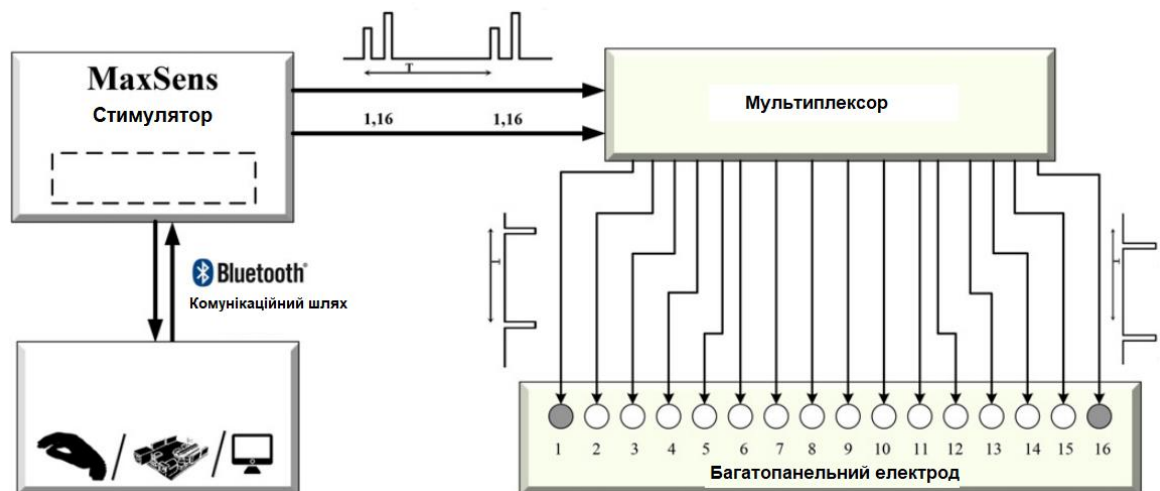 MaxSens
Стимулятор
T
1,16 1,16
Мультиплексор
Bluetooth®
Комунікаційний шлях
T
T
1 2 3 4 5 6 7 8 9 10 11 12 13 14 15 16
Багатопанельний електрод